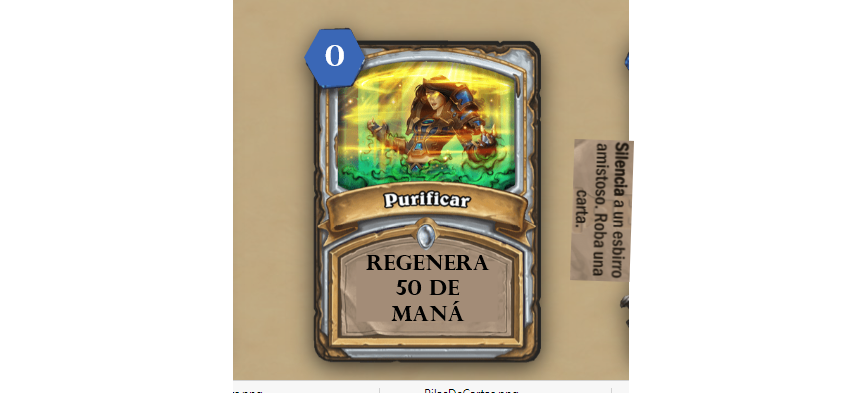 0
Purificar
REGENERA
50 DE
MANÁ
Silencia a un esbirro
amistoso. Roba una
carta.